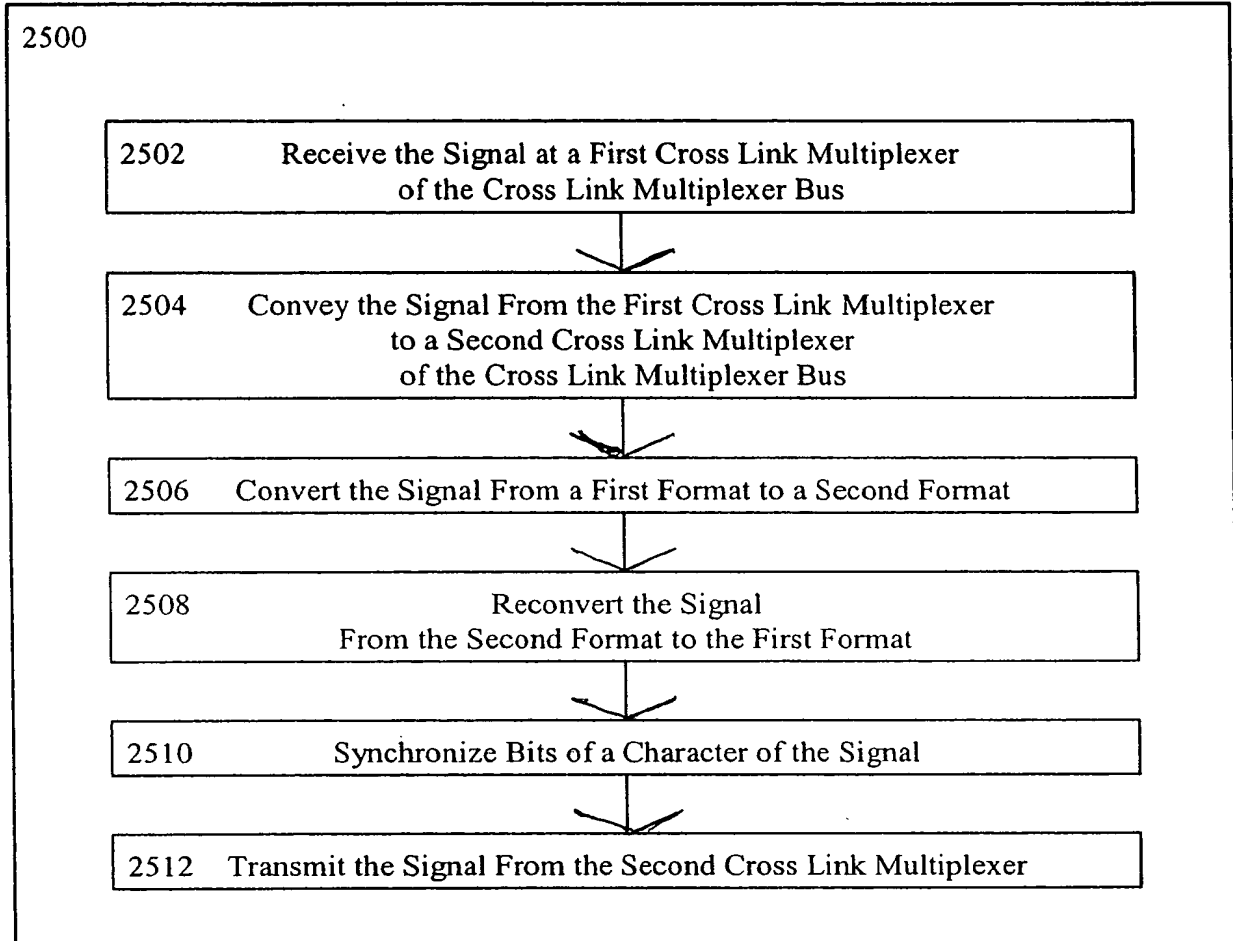 2500
2502 Receive the Signal at a First Cross Link Multiplexer
of the Cross Link Multiplexer Bus
2504 Convey the Signal From the First Cross Link Multiplexer
to a Second Cross Link Multiplexer
of the Cross Link Multiplexer Bus
2506 Convert the Signal From a First Format to a Second Format
2508 Reconvert the Signal
From the Second Format to the First Format
2510 Synchronize Bits of a Character of the Signal
2512 Transmit the Signal From the Second Cross Link Multiplexer